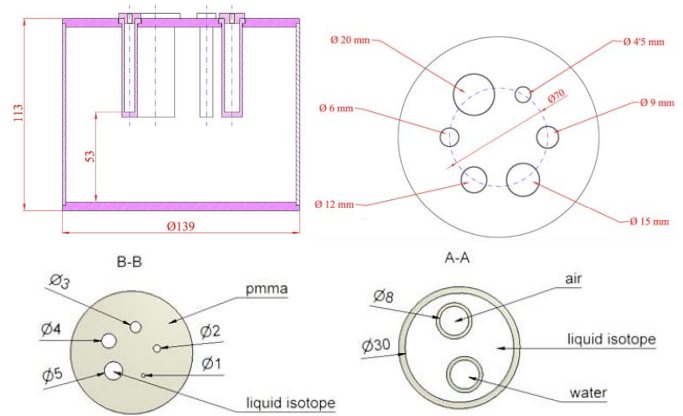 113
53
Ø139
Ø 20 mm
Ø 4'5 mm
Ø 6 mm
Ø70
Ø 9 mm
Ø 12 mm
Ø 15 mm
B-B
Ø3
pmma
Ø4
Ø2
Ø5
Ø1
liquid isotope
A-A
air
Ø8
Ø30
liquid isotope
water